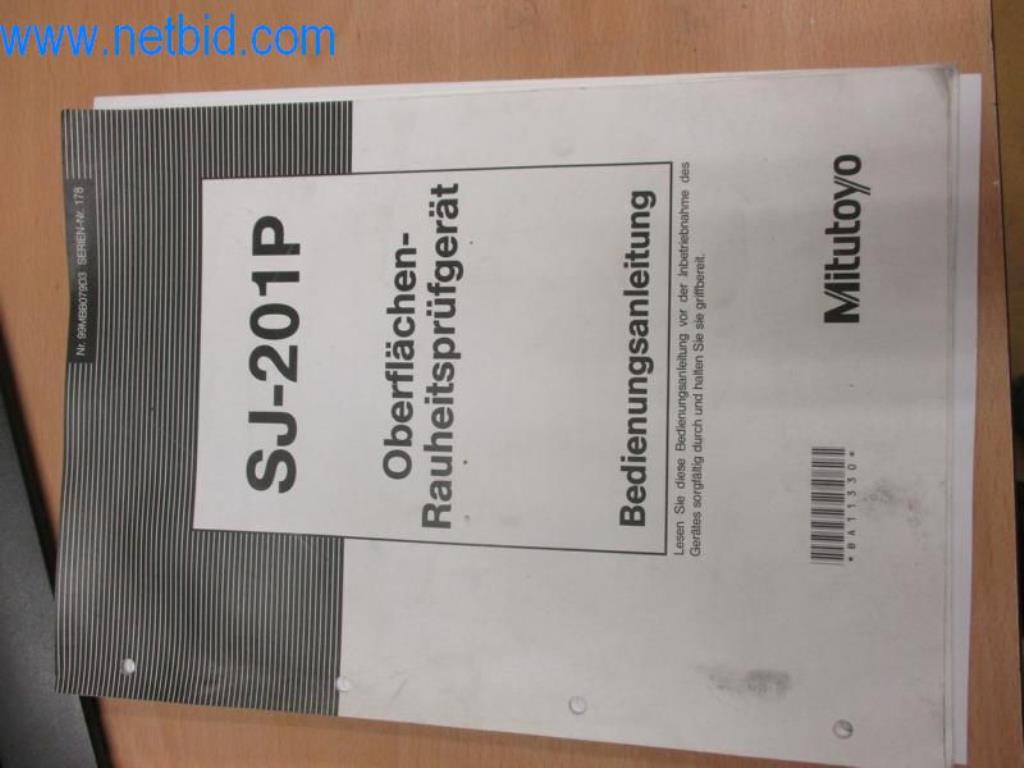 www.netbid.com
Nr. 99MBB079D3 SERIEN-Nr. 178
SJ-201P
Oberflächen-
Rauheitsprüfgerät
Bedienungsanleitung
Lesen Sie diese Bedienungsanleitung vor der Inbetriebnahme des
Gerätes sorgfältig durch und halten Sie sie griffbereit.
*BA11330*
Mitutoyo